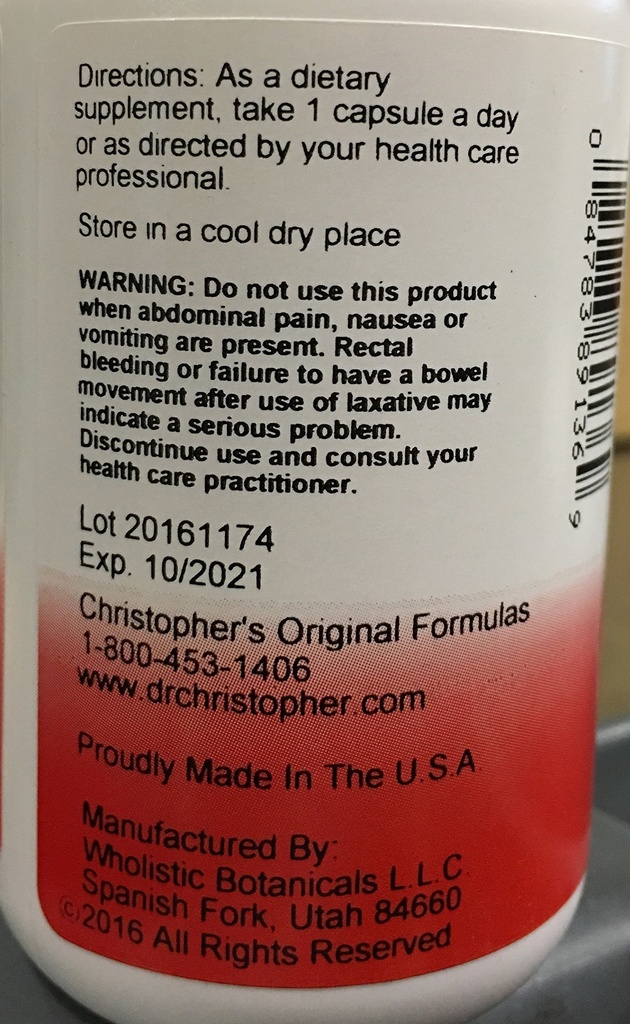 Directions: As a dietary
supplement, take 1 capsule a day
or as directed by your health care
professional.
Store in a cool dry place
WARNING: Do not use this product
when abdominal pain, nausea or
vomiting are present. Rectal
bleeding or failure to have a bowel
movement after use of laxative may
indicate a serious problem.
Discontinue use and consult your
health care practitioner.
Lot 20161174
Exp. 10/2021
Christopher's Original Formulas
1-800-453-1406
www.drchristopher.com
Proudly Made In The U.S.A.
Manufactured By:
Wholistic Botanicals L.L.C
Spanish Fork, Utah 84660
©2016 All Rights Reserved
0 84783 89136 9